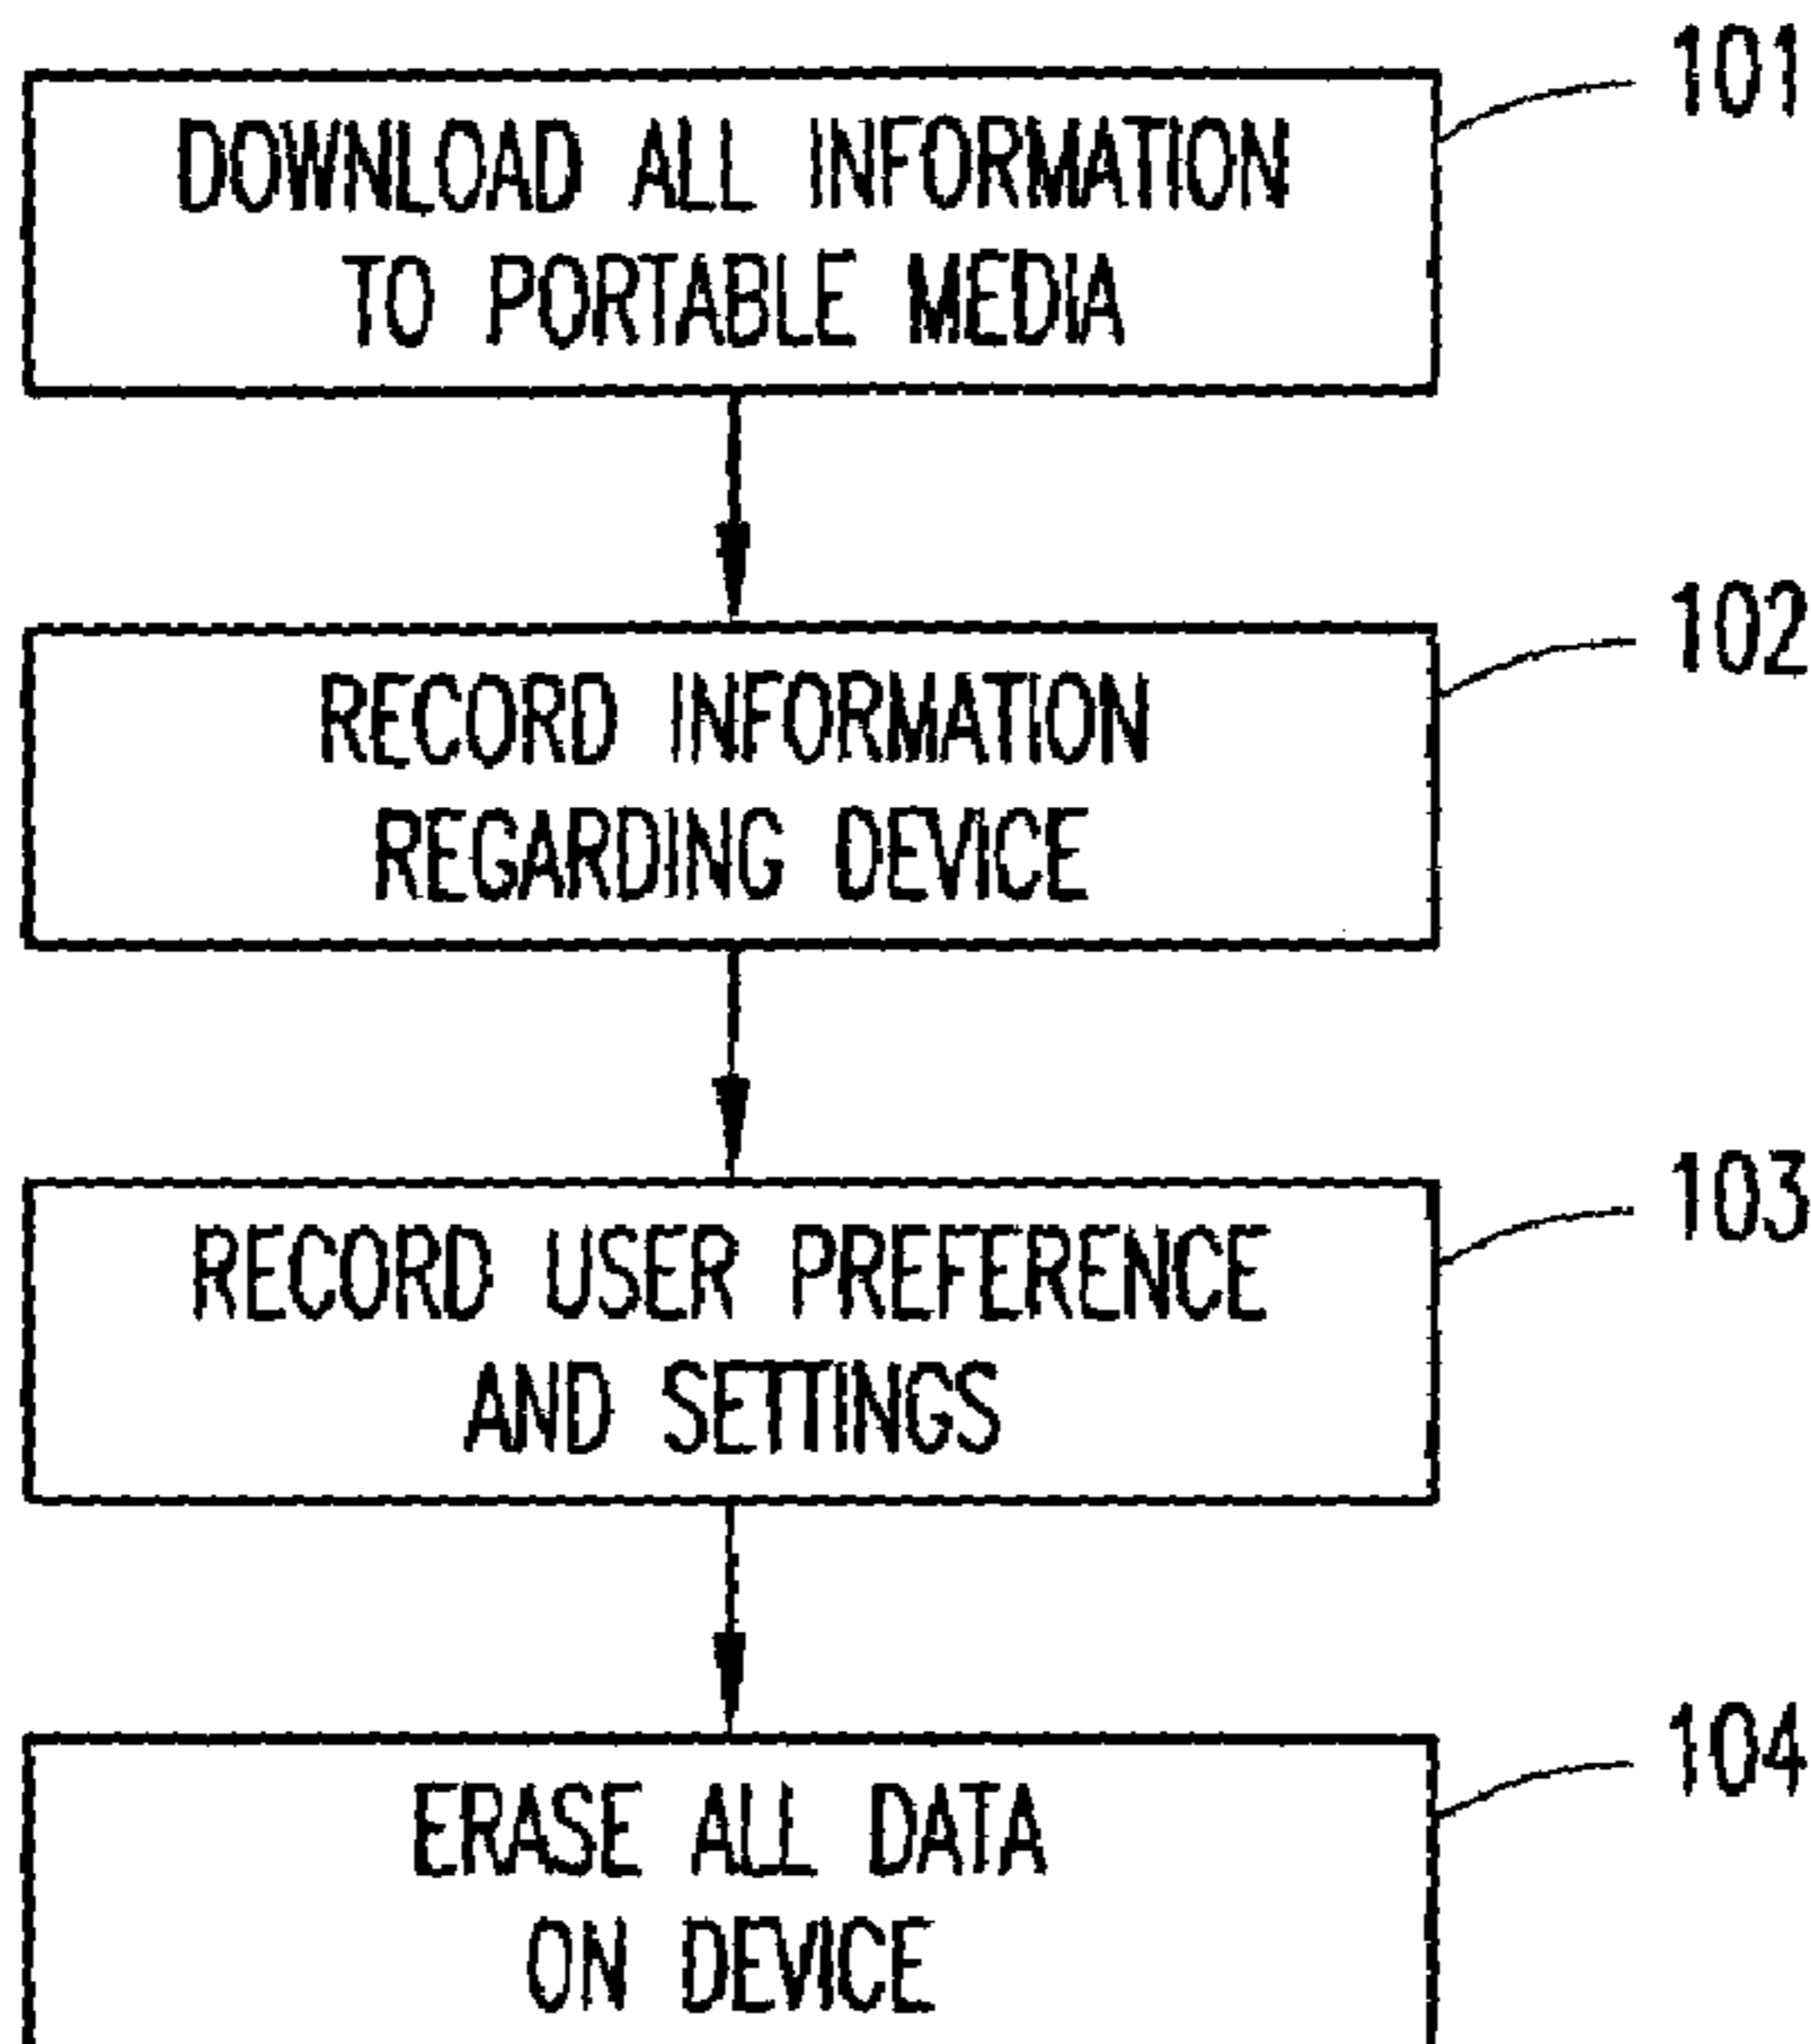 101
DOWNLOAD ALL INFORMATION
TO PORTABLE MEDIA
102
RECORD INFORMATION
REGARDING DEVICE
103
RECORD USER PREFERENCE
AND SETTINGS
104
ERASE ALL DATA
ON DEVICE